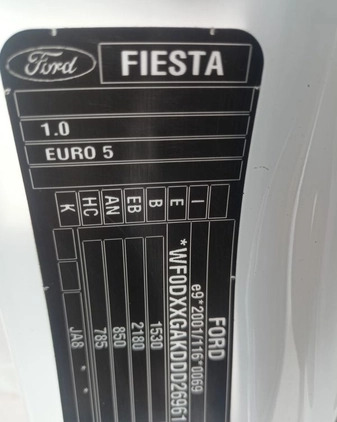 Ford
FIESTA
1.0
EURO 5
K HC AN EB B E I
FORD
e9*2001/116*0069
*WF0DXXGAKDDD26961
1530
2180
850
785
JA8